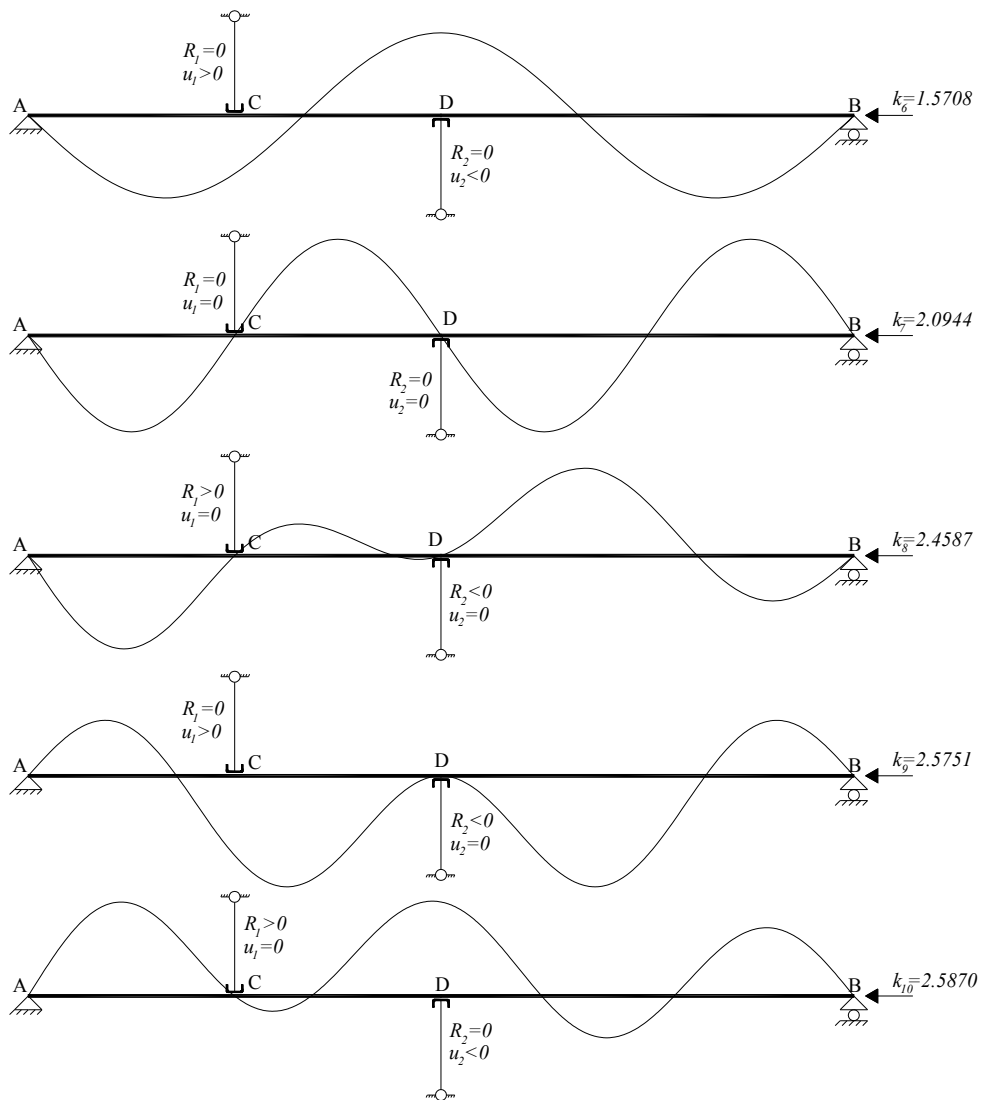 R₁=0
u₁>0
A
C
D
B
k₆=1.5708
R₂=0
u₂<0
R₁=0
u₁=0
A
C
D
B
k₇=2.0944
R₂=0
u₂=0
R₁>0
u₁=0
A
C
D
B
k₈=2.4587
R₂<0
u₂=0
R₁=0
u₁>0
A
C
D
B
k₉=2.5751
R₂<0
u₂=0
R₁>0
u₁=0
A
C
D
B
k₁₀=2.5870
R₂=0
u₂<0